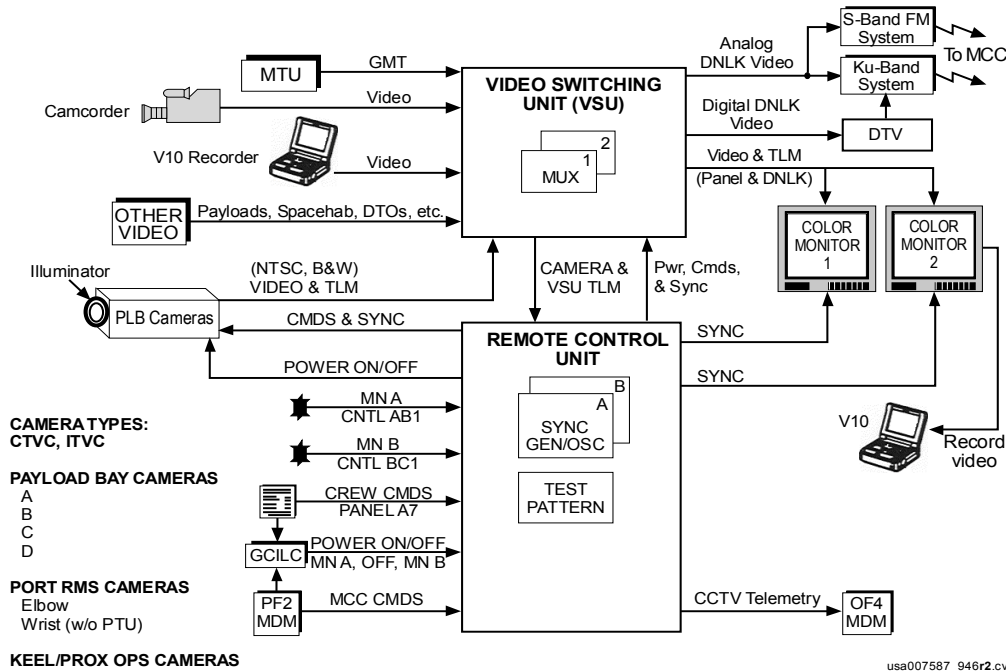 S-Band FM
System
To MCC
Analog
DNLK Video
Ku-Band
System
MTU
GMT
VIDEO SWITCHING
UNIT (VSU)
Camcorder
Video
Digital DNLK
Video
DTV
V10 Recorder
Video
2
1
MUX
Video & TLM
(Panel & DNLK)
OTHER
VIDEO
Payloads, Spacehab, DTOs, etc.
COLOR
MONITOR
1
COLOR
MONITOR
2
Illuminator
(NTSC, B&W)
VIDEO & TLM
CAMERA &
VSU TLM
Pwr, Cmds,
& Sync
PLB Cameras
CMDS & SYNC
REMOTE CONTROL
UNIT
SYNC
POWER ON/OFF
SYNC
B
A
SYNC
GEN/OSC
MN A
CNTL AB1
CAMERA TYPES:
CTVC, ITVC
MN B
CNTL BC1
V10
Record
video
PAYLOAD BAY CAMERAS
A
B
C
D
CREW CMDS
PANEL A7
TEST
PATTERN
GCILC
POWER ON/OFF
MN A, OFF, MN B
PORT RMS CAMERAS
Elbow
Wrist (w/o PTU)
PF2
MDM
MCC CMDS
CCTV Telemetry
OF4
MDM
KEEL/PROX OPS CAMERAS
usa007587_946r2.cv